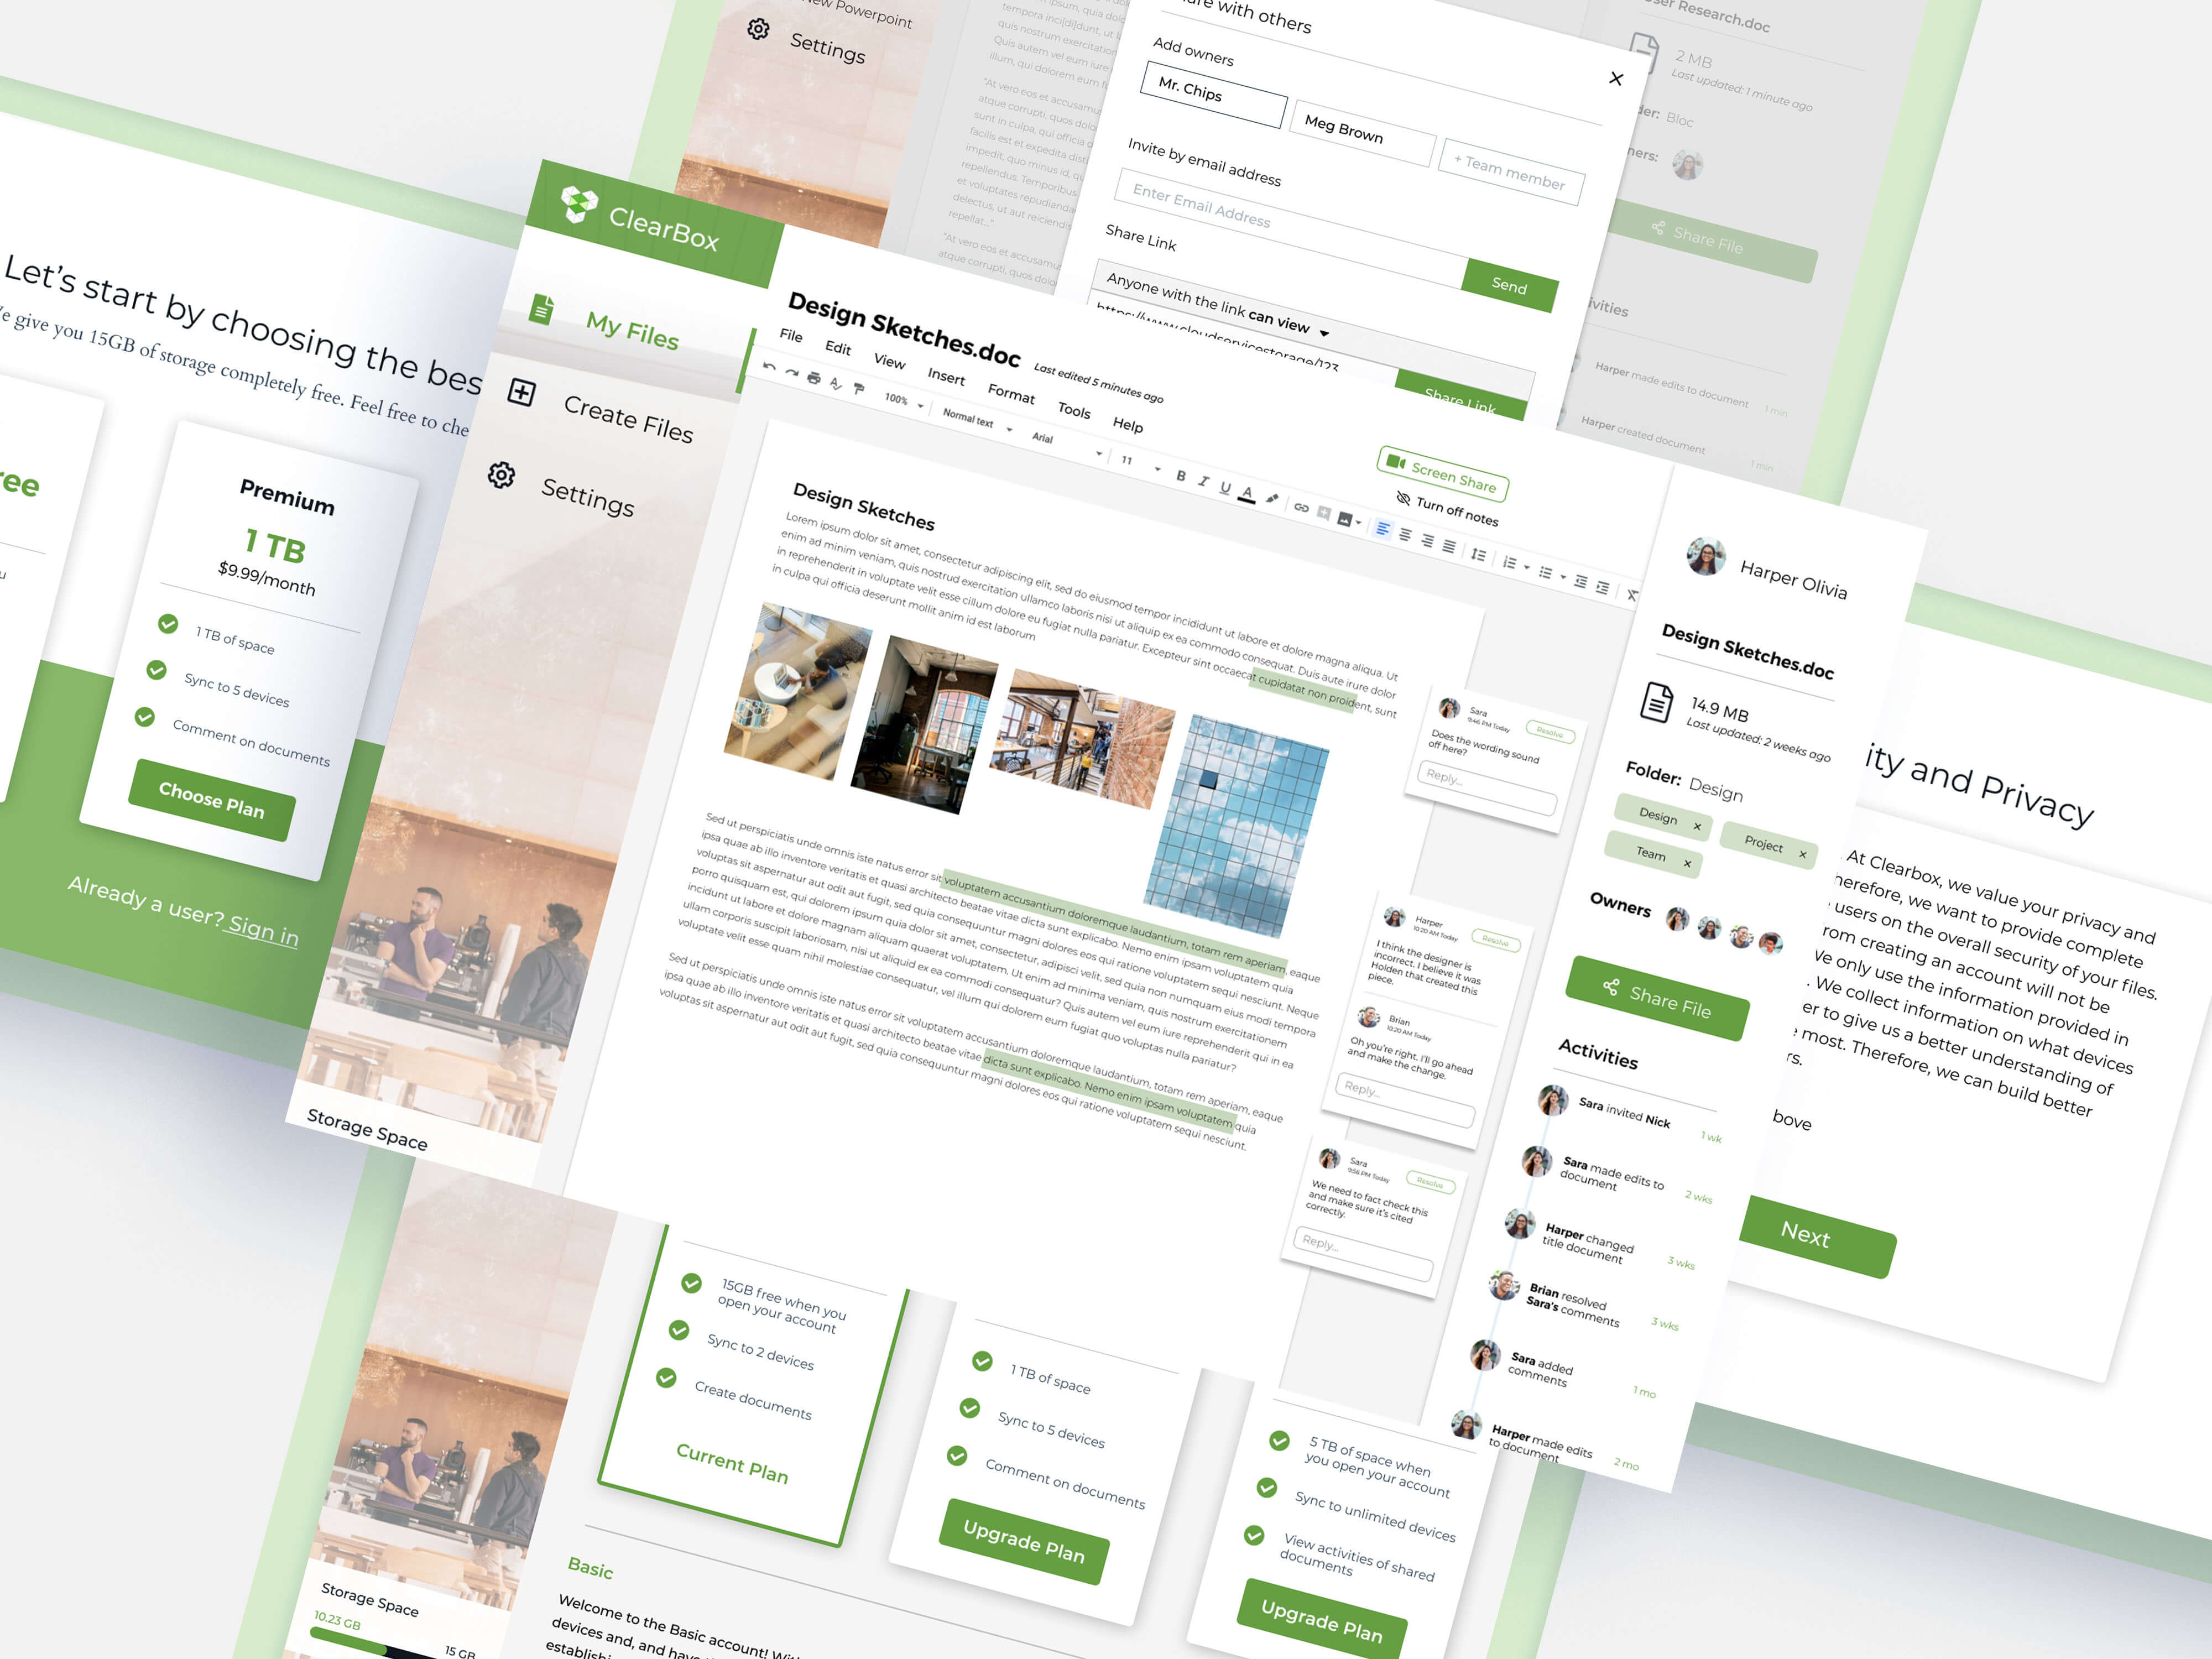 New Powerpoint
Settings
Share with others
Add owners
Mr. Chips
Meg Brown
+ Team member
Invite by email address
Enter Email Address
Send
Share Link
Anyone with the link can view
https://www.cloudservicestorage/123
Share Link
User Research.doc
2 MB
Last updated: 1 minute ago
Bloc
Share File
Harper made edits to document
1 min
Harper created document
1 min
Let's start by choosing the bes
We give you 15GB of storage completely free. Feel free to che
Premium
1 TB
$9.99/month
1 TB of space
Sync to 5 devices
Comment on documents
Choose Plan
Already a user? Sign in
ClearBox
My Files
Create Files
Settings
Storage Space
Design Sketches.doc
Last edited 5 minutes ago
File
Edit
View
Insert
Format
Tools
Help
100%
Normal text
Arial
11
B
I
U
A
Screen Share
Turn off notes
Design Sketches
Lorem ipsum dolor sit amet, consectetur adipiscing elit, sed do eiusmod tempor incididunt ut labore et dolore magna aliqua. Ut
enim ad minim veniam, quis nostrud exercitation ullamco laboris nisi ut aliquip ex ea commodo consequat. Duis aute irure dolor
in reprehenderit in voluptate velit esse cillum dolore eu fugiat nulla pariatur. Excepteur sint occaecat cupidatat non proident, sunt
in culpa qui officia deserunt mollit anim id est laborum
Sed ut perspiciatis unde omnis iste natus error sit voluptatem accusantium doloremque laudantium, totam rem aperiam, eaque
ipsa quae ab illo inventore veritatis et quasi architecto beatae vitae dicta sunt explicabo. Nemo enim ipsam voluptatem quia
voluptas sit aspernatur aut odit aut fugit, sed quia consequuntur magni dolores eos qui ratione voluptatem sequi nesciunt. Neque
porro quisquam est, qui dolorem ipsum quia dolor sit amet, consectetur, adipisci velit, sed quia non numquam eius modi tempora
incidunt ut labore et dolore magnam aliquam quaerat voluptatem. Ut enim ad minima veniam, quis nostrum exercitationem
ullam corporis suscipit laboriosam, nisi ut aliquid ex ea commodi consequatur? Quis autem vel eum iure reprehenderit qui in ea
voluptate velit esse quam nihil molestiae consequatur, vel illum qui dolorem eum fugiat quo voluptas nulla pariatur?
Sed ut perspiciatis unde omnis iste natus error sit voluptatem accusantium doloremque laudantium, totam rem aperiam, eaque
ipsa quae ab illo inventore veritatis et quasi architecto beatae vitae dicta sunt explicabo. Nemo enim ipsam voluptatem quia
voluptas sit aspernatur aut odit aut fugit, sed quia consequuntur magni dolores eos qui ratione voluptatem sequi nesciunt.
Sara
9:46 PM Today
Resolve
Does the wording sound
off here?
Reply...
Harper
10:20 AM Today
Resolve
I think the designer is
incorrect. I believe it was
Holden that created this
piece.
Brian
10:20 AM Today
Oh you're right. I'll go ahead
and make the change.
Reply...
Sara
9:56 PM Today
Resolve
We need to fact check this
and make sure it's cited
correctly.
Reply...
Harper Olivia
Design Sketches.doc
14.9 MB
Last updated: 2 weeks ago
Folder: Design
Design
Project
Team
Owners
Share File
Activities
Sara invited Nick
1 wk
Sara made edits to
document
2 wks
Harper changed
title document
3 wks
Brian resolved
Sara's comments
3 wks
Sara added
comments
1 mo
Harper made edits
to document
2 mo
ity and Privacy
At Clearbox, we value your privacy and
herefore, we want to provide complete
users on the overall security of your files.
rom creating an account will not be
We only use the information provided in
. We collect information on what devices
er to give us a better understanding of
most. Therefore, we can build better
rs.
bove
Next
15GB free when you
open your account
Sync to 2 devices
Create documents
Current Plan
1 TB of space
Sync to 5 devices
Comment on documents
Upgrade Plan
5 TB of space when
you open your account
Sync to unlimited devices
View activities of shared
documents
Upgrade Plan
Basic
Welcome to the Basic account! Wit
devices and, and have
establishi
Storage Space
10.23 GB
15 GB